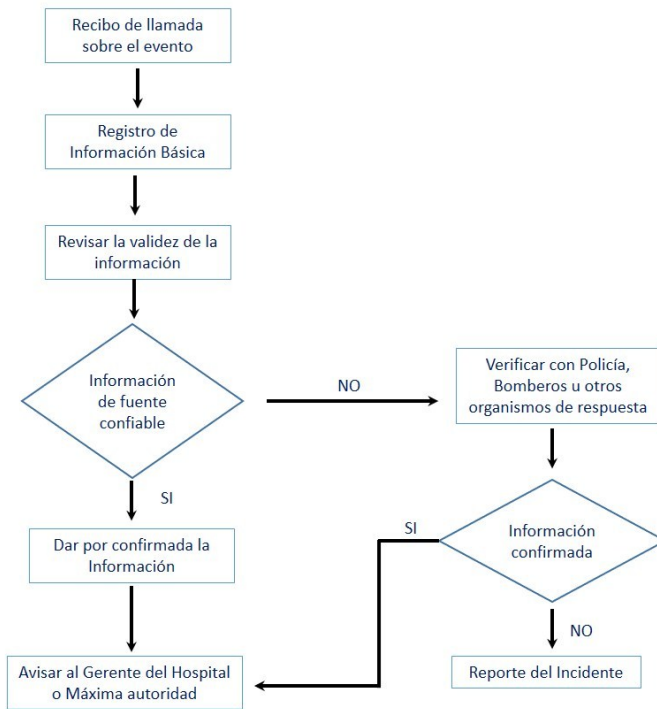 Recibo de llamada
sobre el evento
Registro de
Información Básica
Revisar la validez de la
información
Información
de fuente
confiable
NO
Verificar con Policía,
Bomberos u otros
organismos de respuesta
SI
Dar por confirmada la
Información
SI
Información
confirmada
NO
Avisar al Gerente del Hospital
o Máxima autoridad
Reporte del Incidente